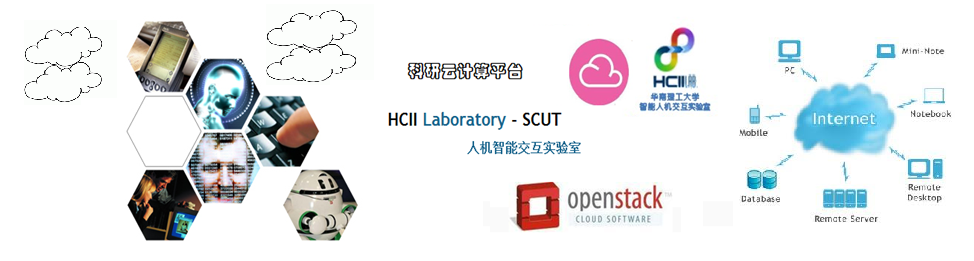 科研云计算平台
HCII Laboratory - SCUT
人机智能交互实验室
openstack™
CLOUD SOFTWARE
HCII
华南理工大学
智能人机交互实验室
Internet
PC
Mini-Note
Mobile
Notebook
Database
Remote Server
Remote
Desktop